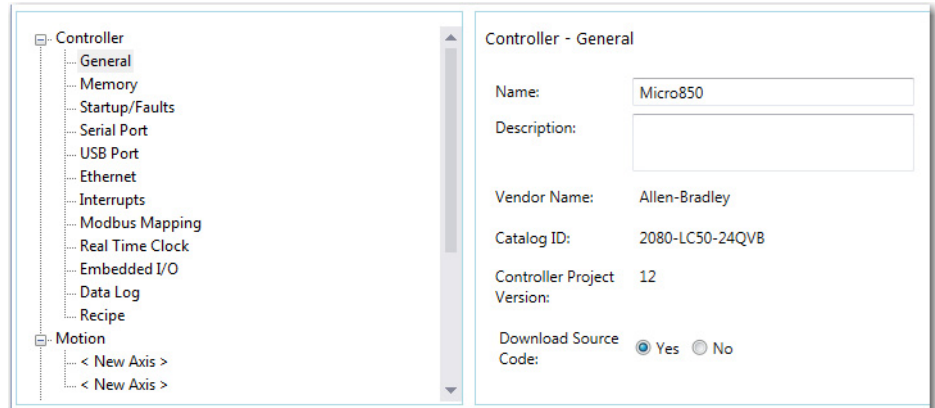 Controller
General
Memory
Startup/Faults
Serial Port
USB Port
Ethernet
Interrupts
Modbus Mapping
Real Time Clock
Embedded I/O
Data Log
Recipe
Motion
< New Axis >
< New Axis >
Controller - General
Name: Micro850
Description:
Vendor Name: Allen-Bradley
Catalog ID: 2080-LC50-24QVB
Controller Project 12
Version:
Download Source
Code: Yes No